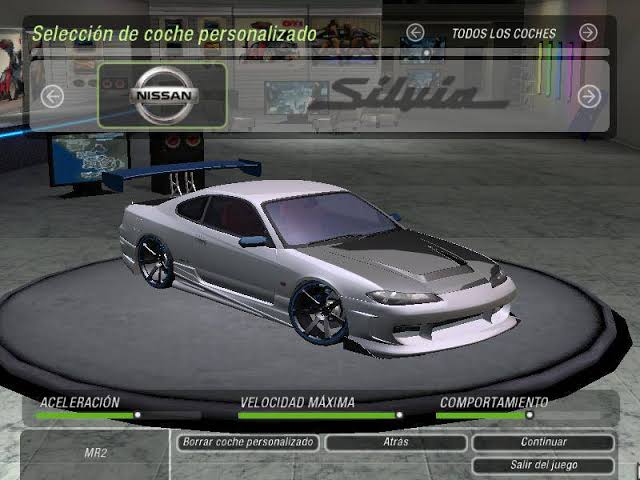 Selección de coche personalizado
TODOS LOS COCHES
NISSAN
Silvia
ACELERACIÓN
VELOCIDAD MÁXIMA
COMPORTAMIENTO
MR2
Borrar coche personalizado
Atrás
Continuar
Salir del juego